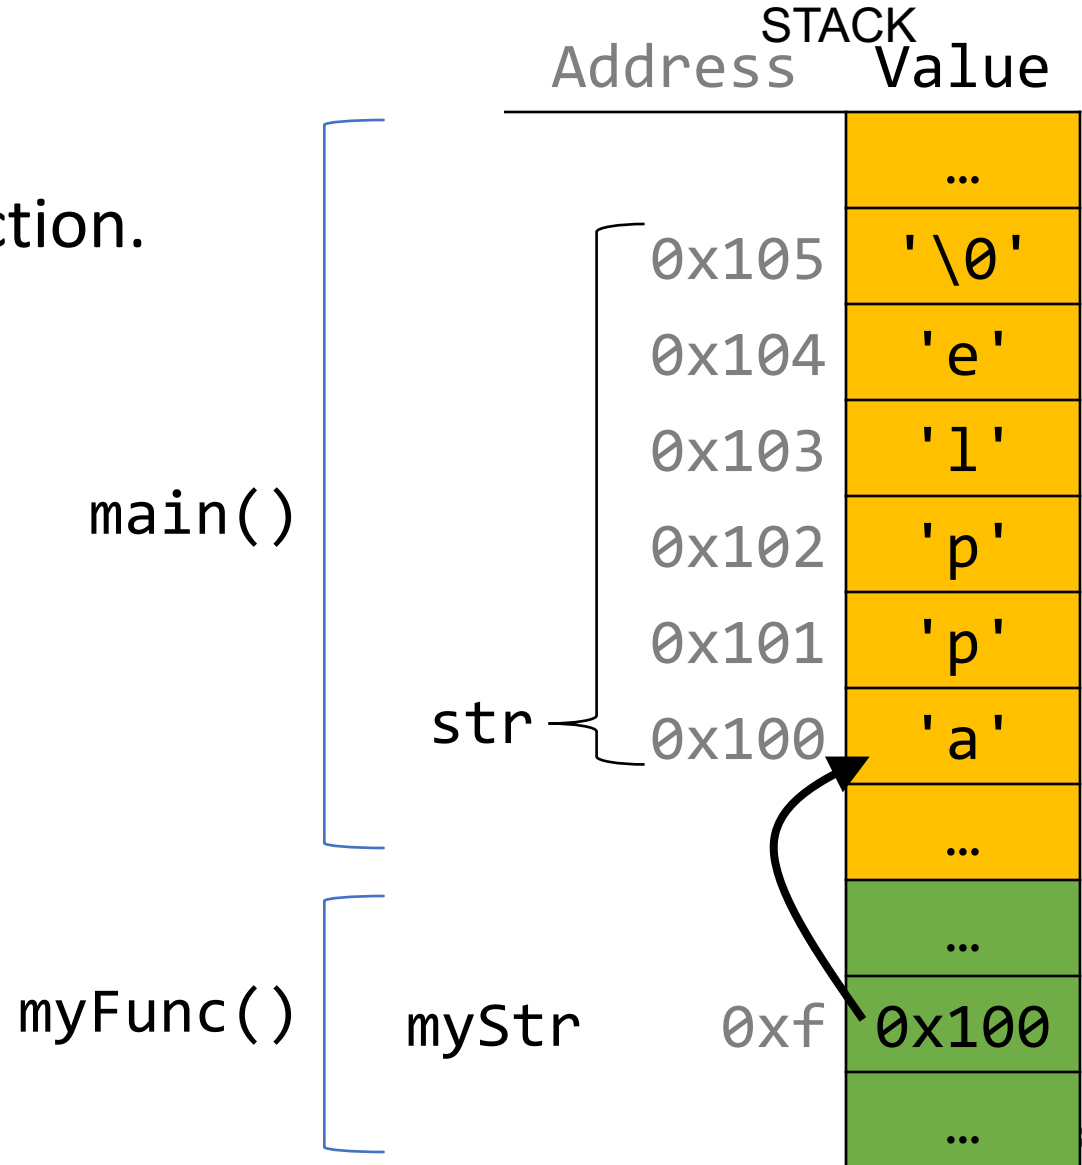 STACK
Address Value
…
ction.
0x105 '\0'
0x104 'e'
0x103 'l'
main()
0x102 'p'
0x101 'p'
str 0x100 'a'
…
…
myFunc() myStr 0xf 0x100
…